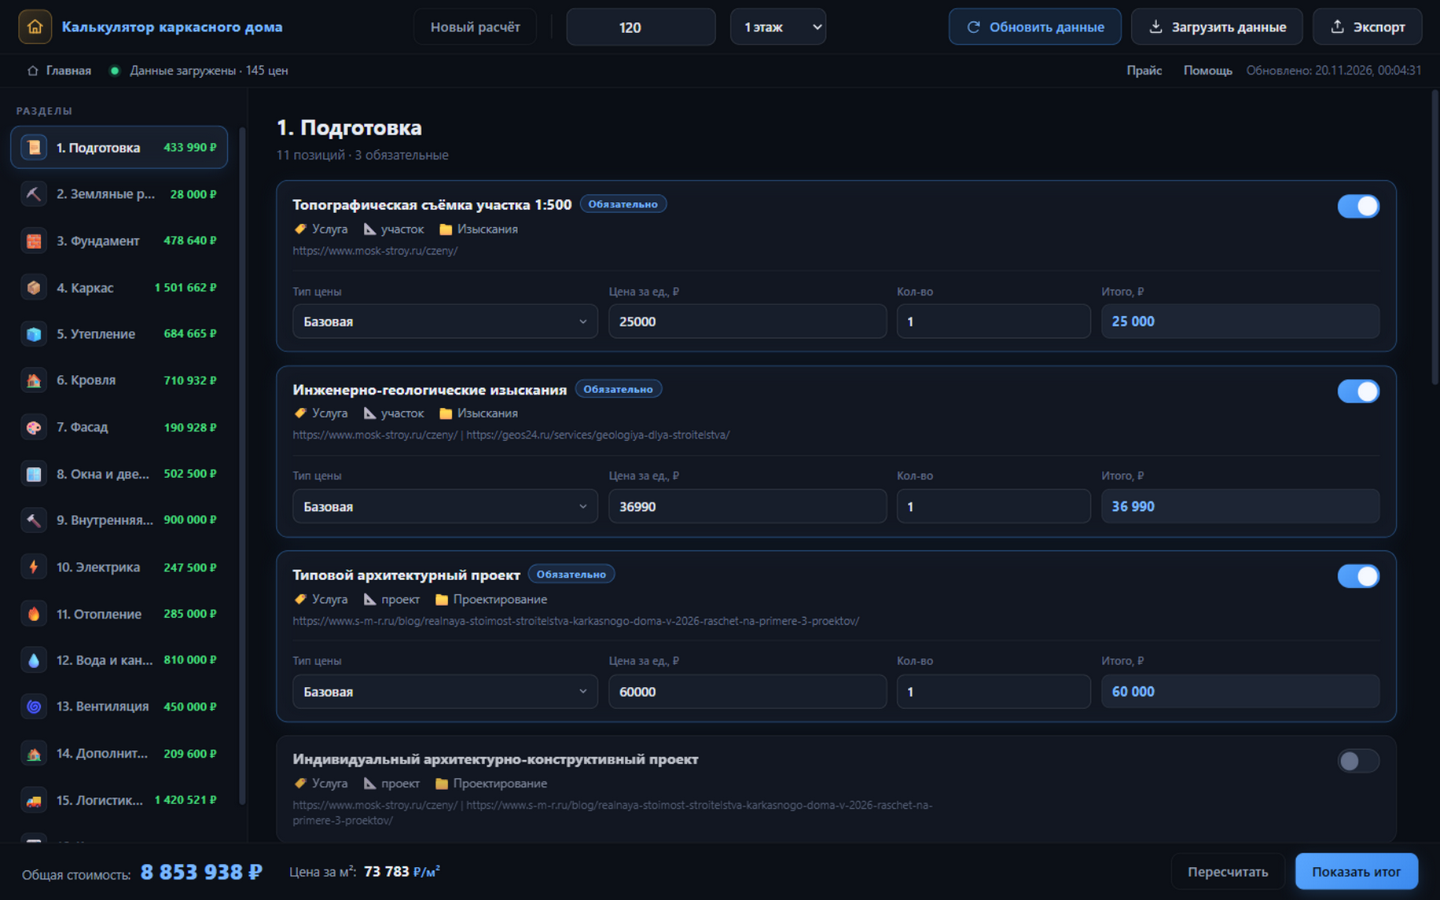 Калькулятор каркасного дома
Новый расчёт
120
1 этаж
Обновить данные
Загрузить данные
Экспорт
Главная
Данные загружены · 145 цен
Прайс
Помощь
Обновлено: 20.11.2026, 00:04:31
РАЗДЕЛЫ
1. Подготовка 433 990 ₽
2. Земляные р... 28 000 ₽
3. Фундамент 478 640 ₽
4. Каркас 1 501 662 ₽
5. Утепление 684 665 ₽
6. Кровля 710 932 ₽
7. Фасад 190 928 ₽
8. Окна и две... 502 500 ₽
9. Внутренняя... 900 000 ₽
10. Электрика 247 500 ₽
11. Отопление 285 000 ₽
12. Вода и кан... 810 000 ₽
13. Вентиляция 450 000 ₽
14. Дополнит... 209 600 ₽
15. Логистик... 1 420 521 ₽
1. Подготовка
11 позиций · 3 обязательные
Топографическая съёмка участка 1:500 Обязательно
Услуга участок Изыскания
https://www.mosk-stroy.ru/czeny/
Тип цены Цена за ед., ₽ Кол-во Итого, ₽
Базовая 25000 1 25 000
Инженерно-геологические изыскания Обязательно
Услуга участок Изыскания
https://www.mosk-stroy.ru/czeny/ | https://geos24.ru/services/geologiya-dlya-stroitelstva/
Тип цены Цена за ед., ₽ Кол-во Итого, ₽
Базовая 36990 1 36 990
Типовой архитектурный проект Обязательно
Услуга проект Проектирование
https://www.s-m-r.ru/blog/realnaya-stoimost-stroitelstva-karkasnogo-doma-v-2026-raschet-na-primere-3-proektov/
Тип цены Цена за ед., ₽ Кол-во Итого, ₽
Базовая 60000 1 60 000
Индивидуальный архитектурно-конструктивный проект
Услуга проект Проектирование
https://www.mosk-stroy.ru/czeny/ | https://www.s-m-r.ru/blog/realnaya-stoimost-stroitelstva-karkasnogo-doma-v-2026-raschet-na-
primere-3-proektov/
Общая стоимость: 8 853 938 ₽
Цена за м²: 73 783 ₽/м²
Пересчитать
Показать итог